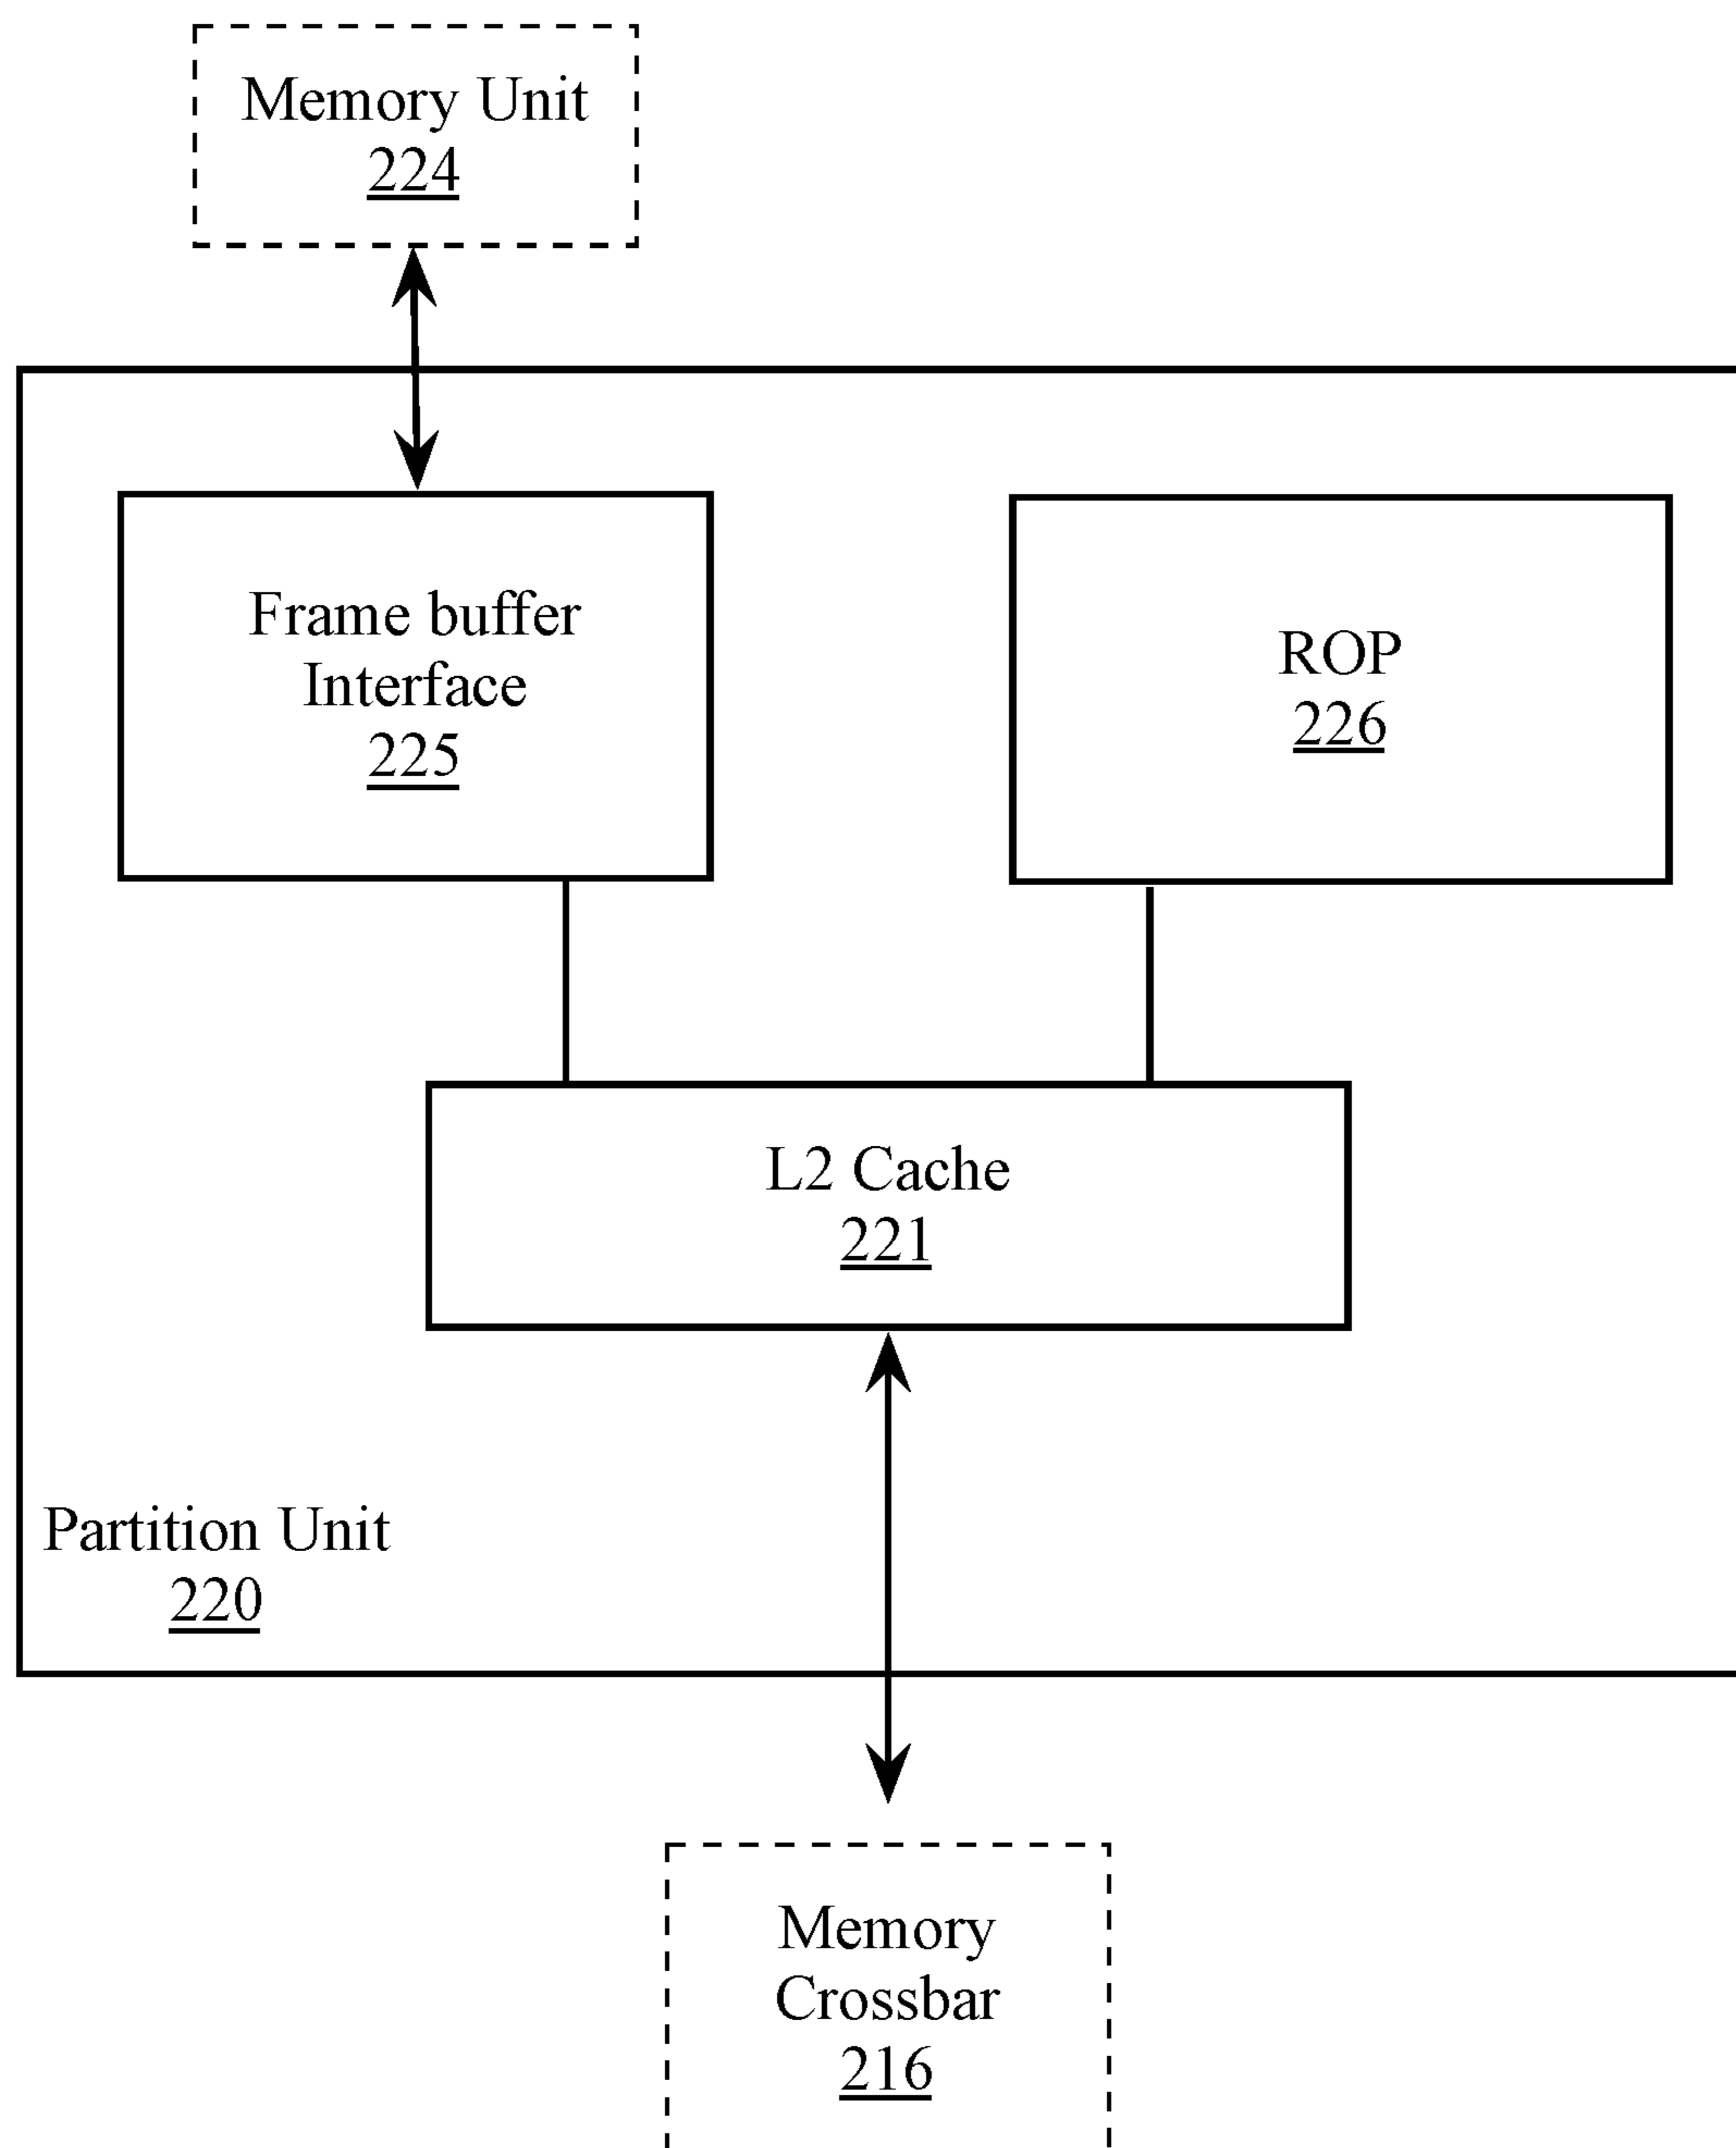 Memory Unit
224
Frame buffer
Interface
225
ROP
226
L2 Cache
221
Partition Unit
220
Memory
Crossbar
216